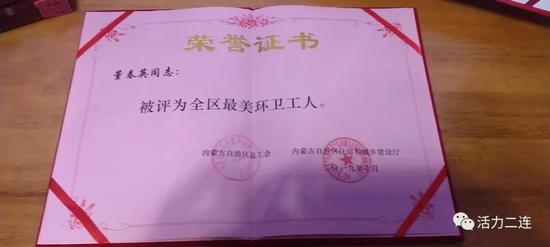 荣誉证书
董春英同志:
被评为全区最美环卫工人。
内蒙古自治区总工会 内蒙古自治区住房和城乡建设厅
活力二连